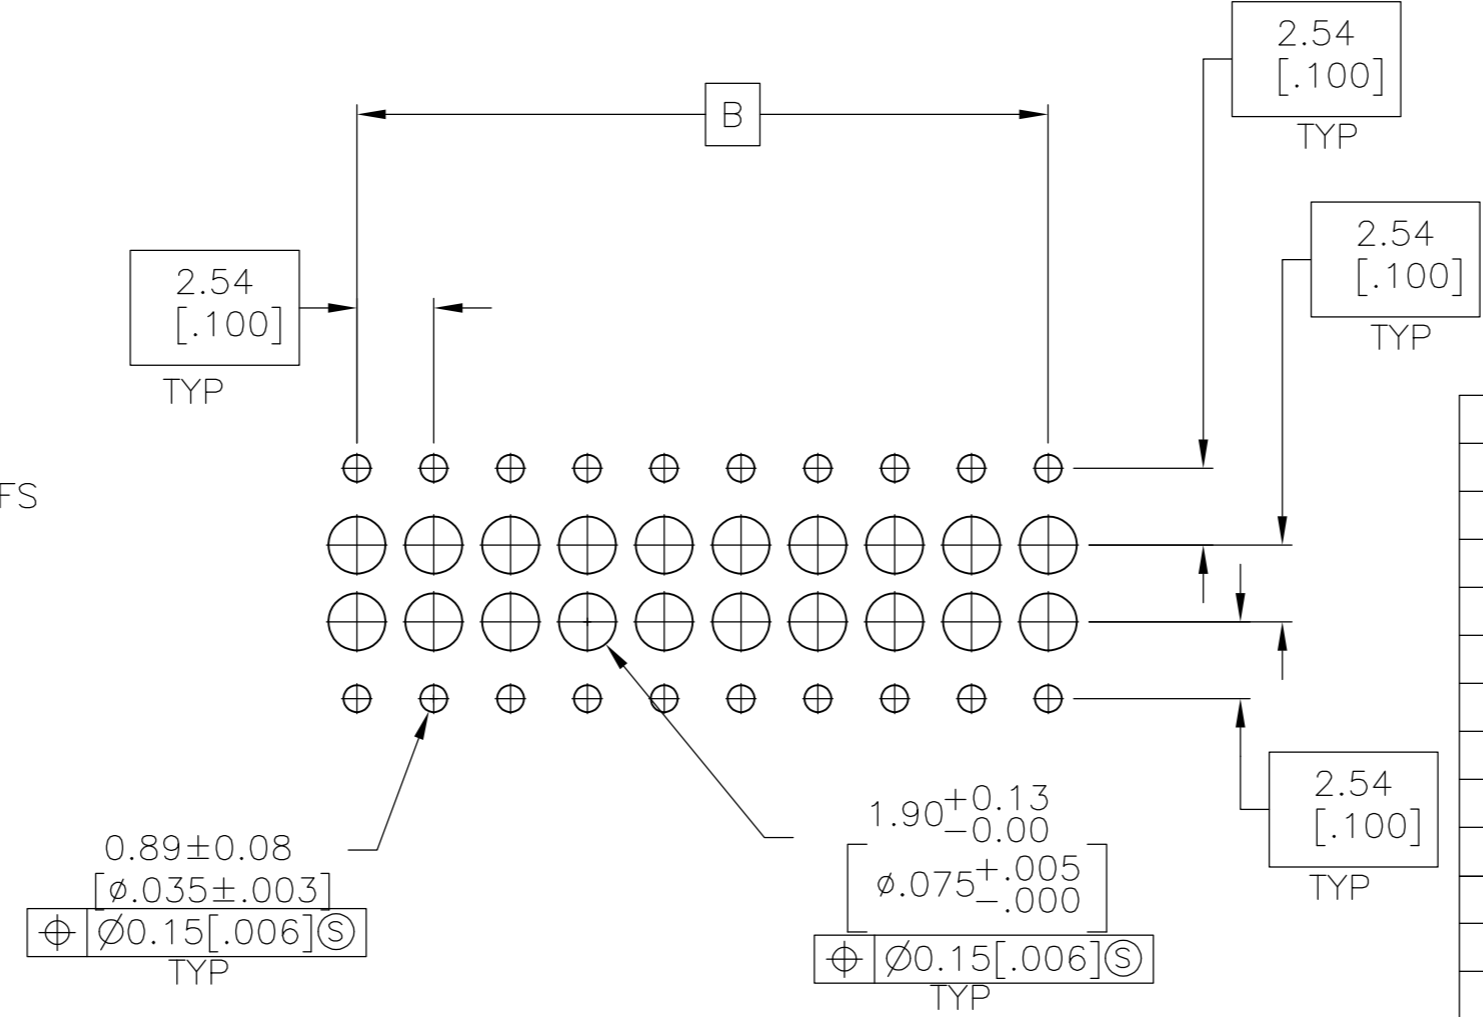 2.54
[.100]
TYP
B
2.54
[.100]
TYP
2.54
[.100]
TYP
FS
2.54
[.100]
TYP
0.89±0.08
[⌀.035±.003]
⌖ ⌀0.15[.006]Ⓢ
TYP
1.90+0.13
-0.00
[⌀.075+.005
-.000]
⌖ ⌀0.15[.006]Ⓢ
TYP